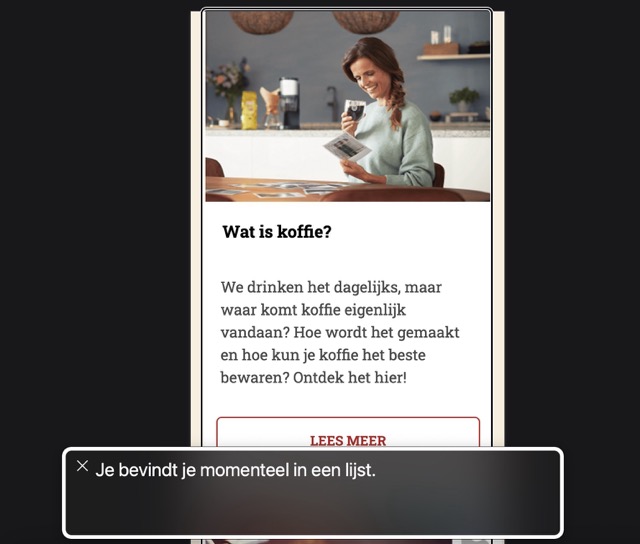 Wat is koffie?
We drinken het dagelijks, maar
waar komt koffie eigenlijk
vandaan? Hoe wordt het gemaakt
en hoe kun je koffie het beste
bewaren? Ontdek het hier!
LEES MEER
Je bevindt je momenteel in een lijst.